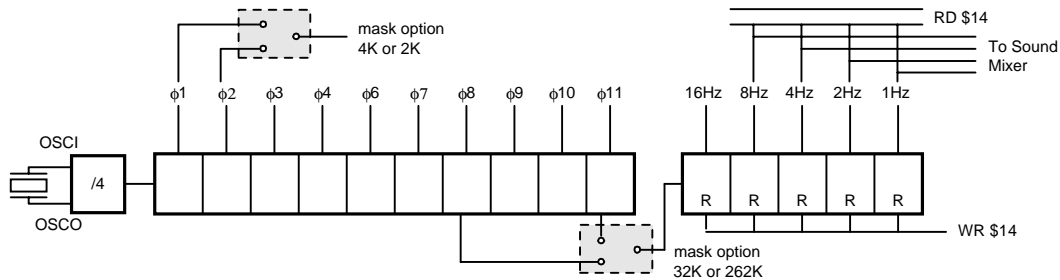 mask option
4K or 2K
RD $14
To Sound
Mixer
ϕ1 ϕ2 ϕ3 ϕ4 ϕ6 ϕ7 ϕ8 ϕ9 ϕ10 ϕ11
16Hz 8Hz 4Hz 2Hz 1Hz
OSCI
/4
OSCO
R R R R R
WR $14
mask option
32K or 262K